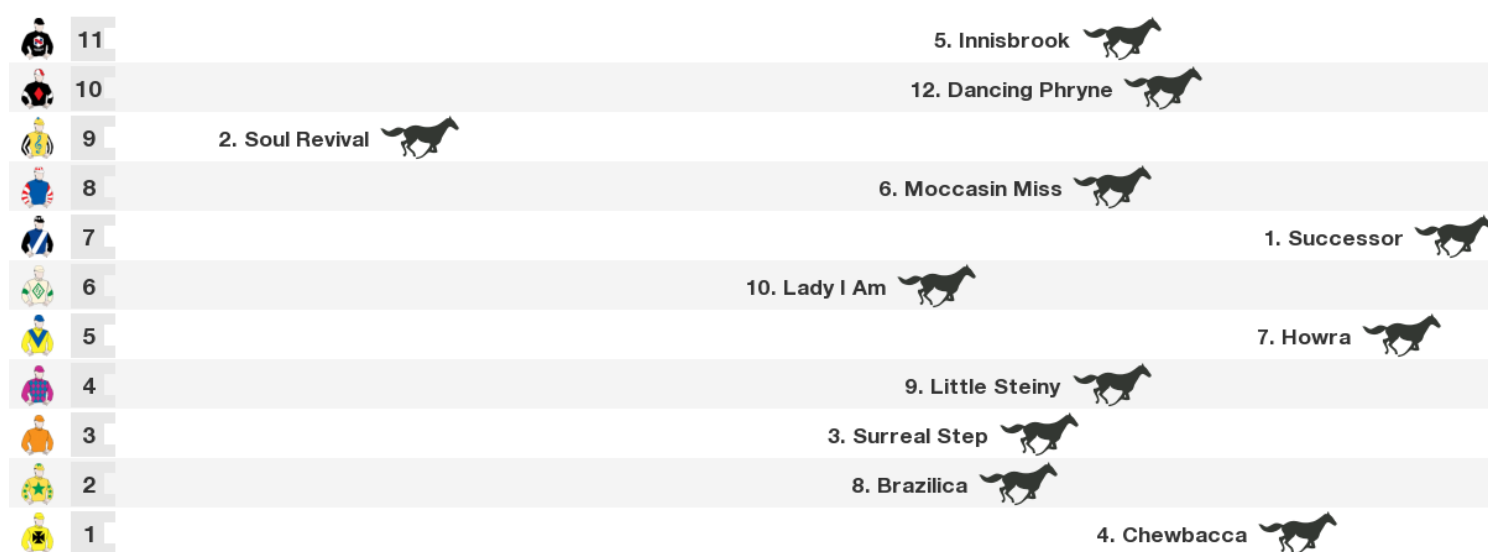 11 5. Innisbrook
10 12. Dancing Phryne
9 2. Soul Revival
8 6. Moccasin Miss
7 1. Successor
6 10. Lady I Am
5 7. Howra
4 9. Little Steiny
3 3. Surreal Step
2 8. Brazilica
1 4. Chewbacca